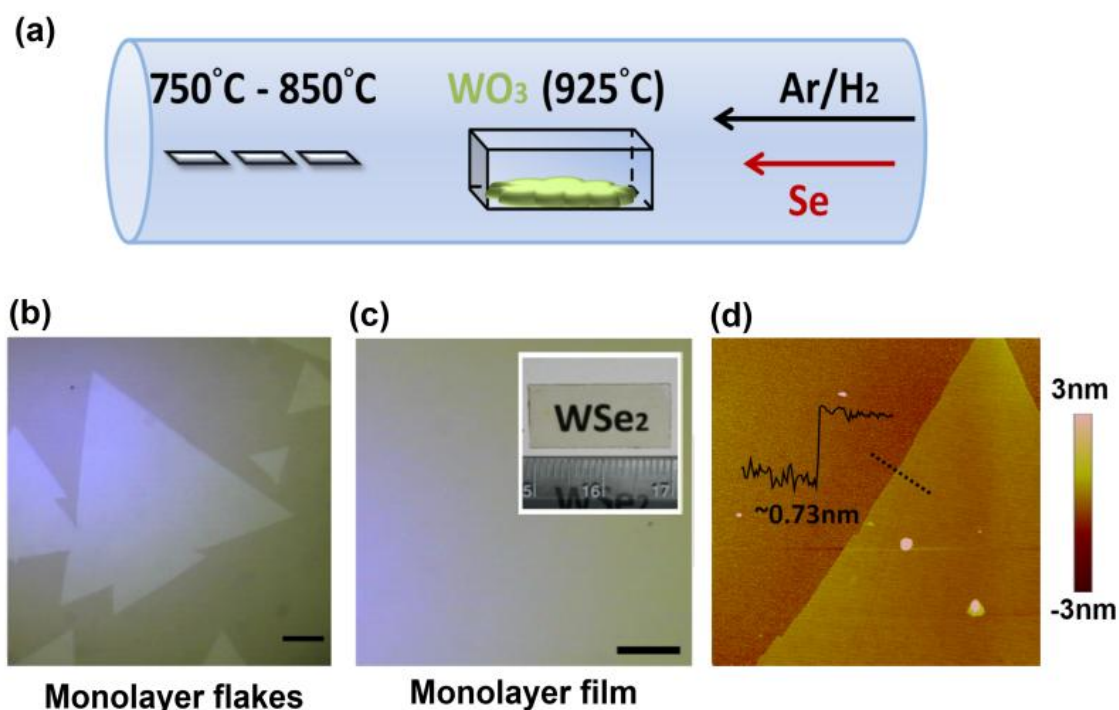 (a)
750°C - 850°C
WO₃ (925°C)
Ar/H₂
Se
(b)
(c)
(d)
WSe₂
5 16 17
WSe₂
~0.73nm
3nm
-3nm
Monolayer flakes
Monolayer film